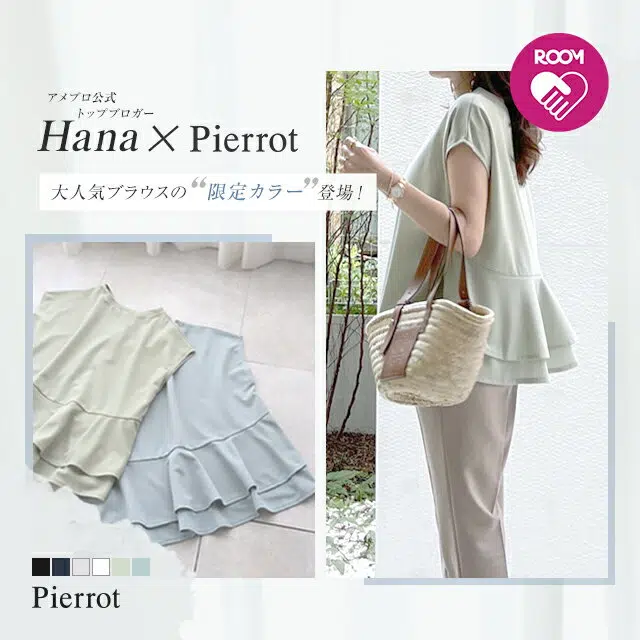 アメブロ公式
トップブロガー
Hana × Pierrot
大人気ブラウスの“限定カラー”登場！
ROOM
Pierrot